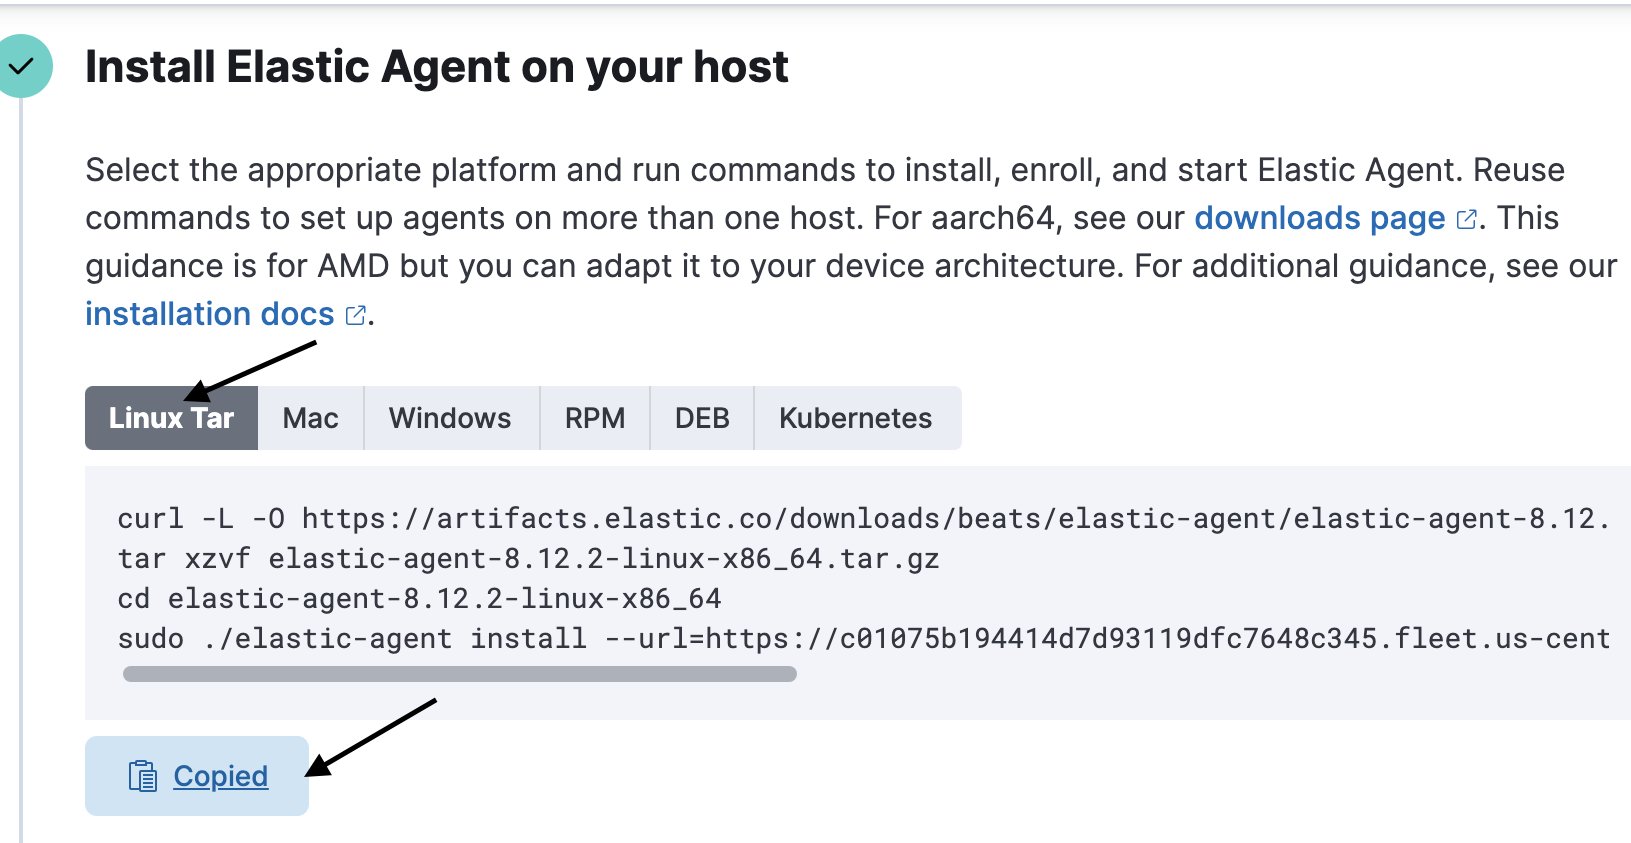 Install Elastic Agent on your host
Select the appropriate platform and run commands to install, enroll, and start Elastic Agent. Reuse
commands to set up agents on more than one host. For aarch64, see our downloads page. This
guidance is for AMD but you can adapt it to your device architecture. For additional guidance, see our
installation docs.
Linux Tar Mac Windows RPM DEB Kubernetes
curl -L -O https://artifacts.elastic.co/downloads/beats/elastic-agent/elastic-agent-8.12.
tar xzvf elastic-agent-8.12.2-linux-x86_64.tar.gz
cd elastic-agent-8.12.2-linux-x86_64
sudo ./elastic-agent install --url=https://c01075b194414d7d93119dfc7648c345.fleet.us-cent
Copied